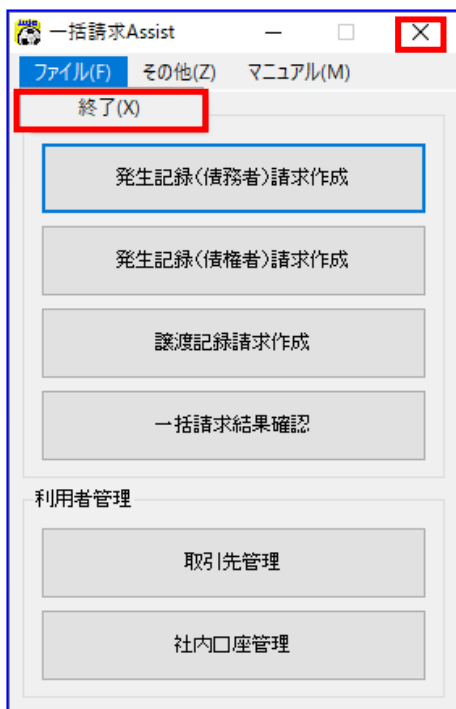 一括請求Assist
ファイル(F) その他(Z) マニュアル(M)
終了(X)
発生記録(債務者)請求作成
発生記録(債権者)請求作成
譲渡記録請求作成
一括請求結果確認
利用者管理
取引先管理
社内口座管理